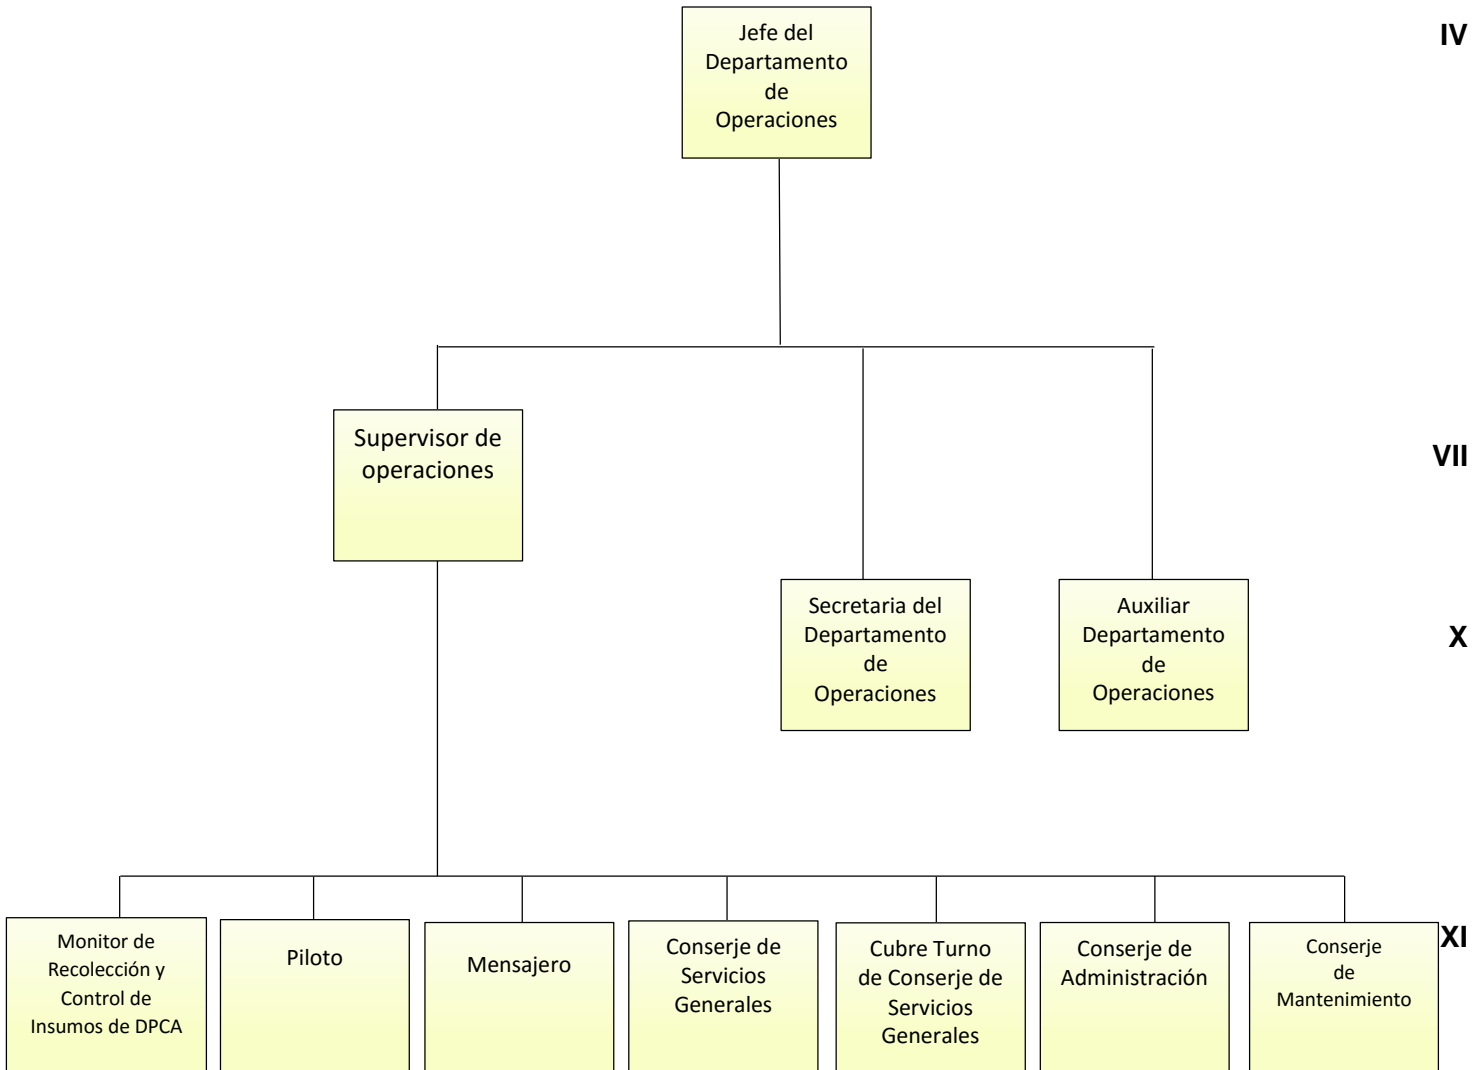 Jefe del
Departamento
de
Operaciones
IV
Supervisor de
operaciones
VII
Secretaria del
Departamento
de
Operaciones
Auxiliar
Departamento
de
Operaciones
X
Monitor de
Recolección y
Control de
Insumos de DPCA
Piloto
Mensajero
Conserje de
Servicios
Generales
Cubre Turno
de Conserje de
Servicios
Generales
Conserje de
Administración
Conserje
de
Mantenimiento
XI